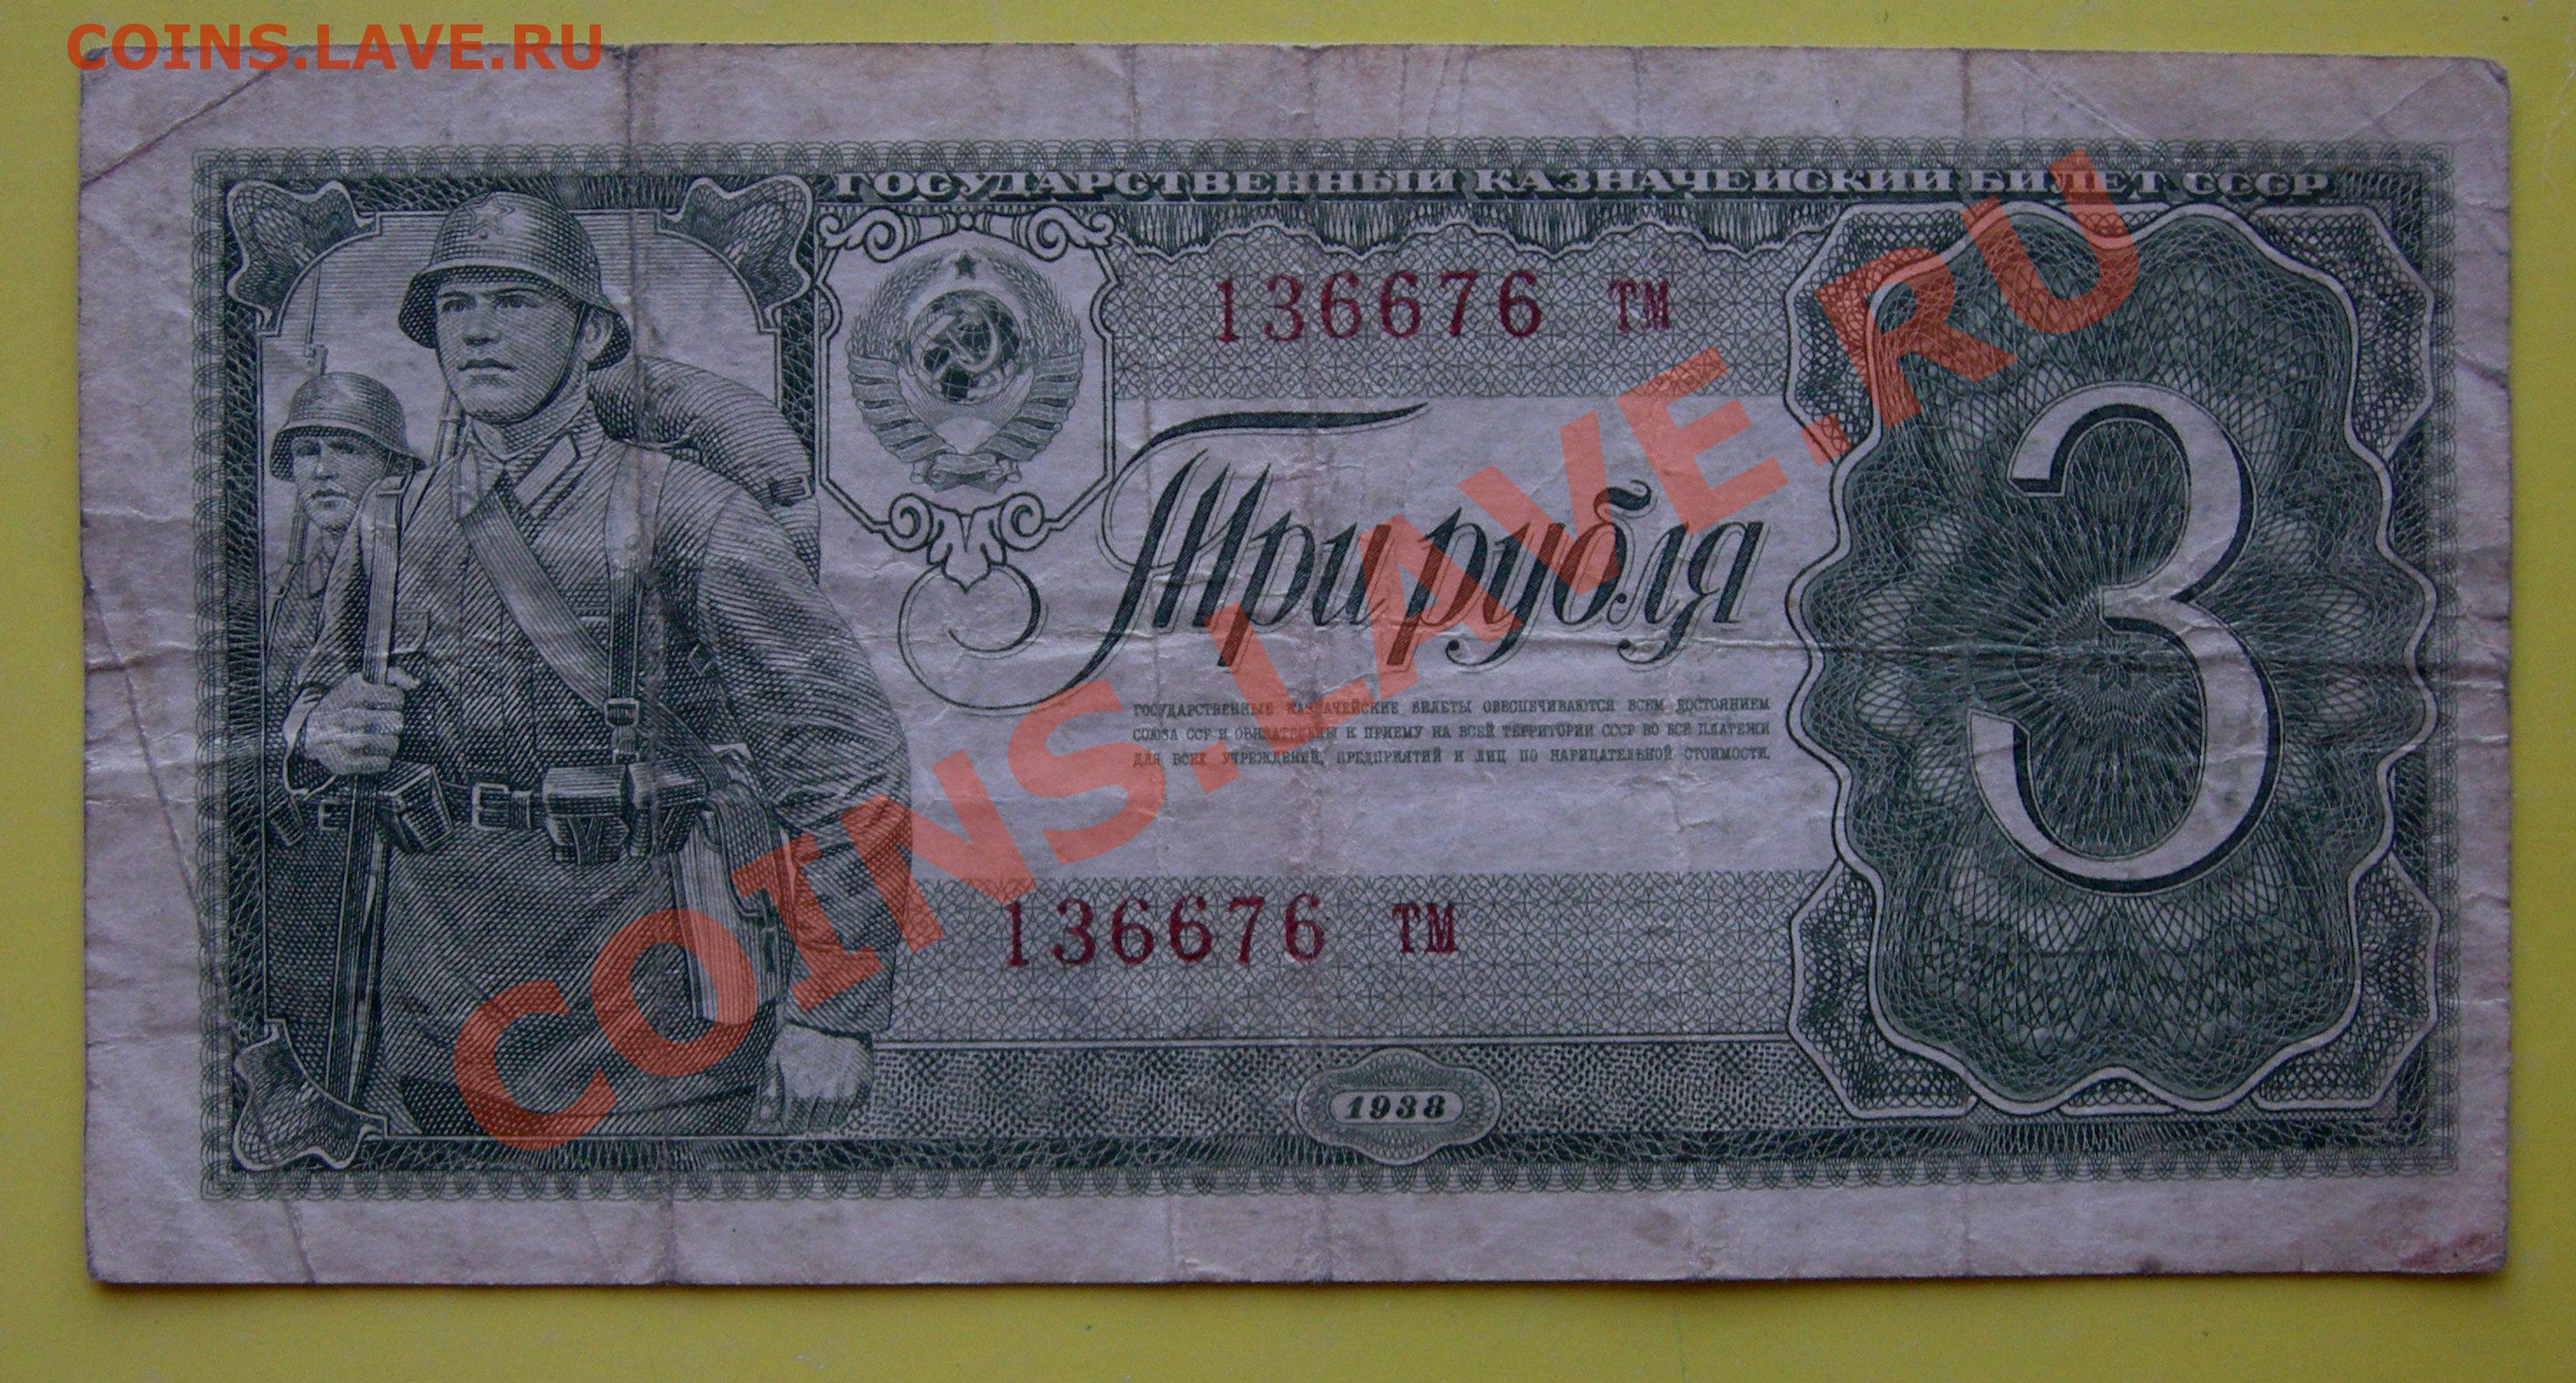 COINS.LAVE.RU
ГОСУДАРСТВЕННЫЙ КАЗНАЧЕЙСКИЙ БИЛЕТ СССР
136676 ТМ
Три рубля
3
ГОСУДАРСТВЕННЫЕ КАЗНАЧЕЙСКИЕ БИЛЕТЫ ОБЕСПЕЧИВАЮТСЯ ВСЕМ ДОСТОЯНИЕМ
СОЮЗА ССР И ОБЯЗАТЕЛЬНЫ К ПРИЕМУ НА ВСЕЙ ТЕРРИТОРИИ СССР ВО ВСЕ ПЛАТЕЖИ
ДЛЯ ВСЕХ УЧРЕЖДЕНИЙ, ПРЕДПРИЯТИЙ И ЛИЦ ПО НАРИЦАТЕЛЬНОЙ СТОИМОСТИ.
136676 ТМ
1938
COINS.LAVE.RU